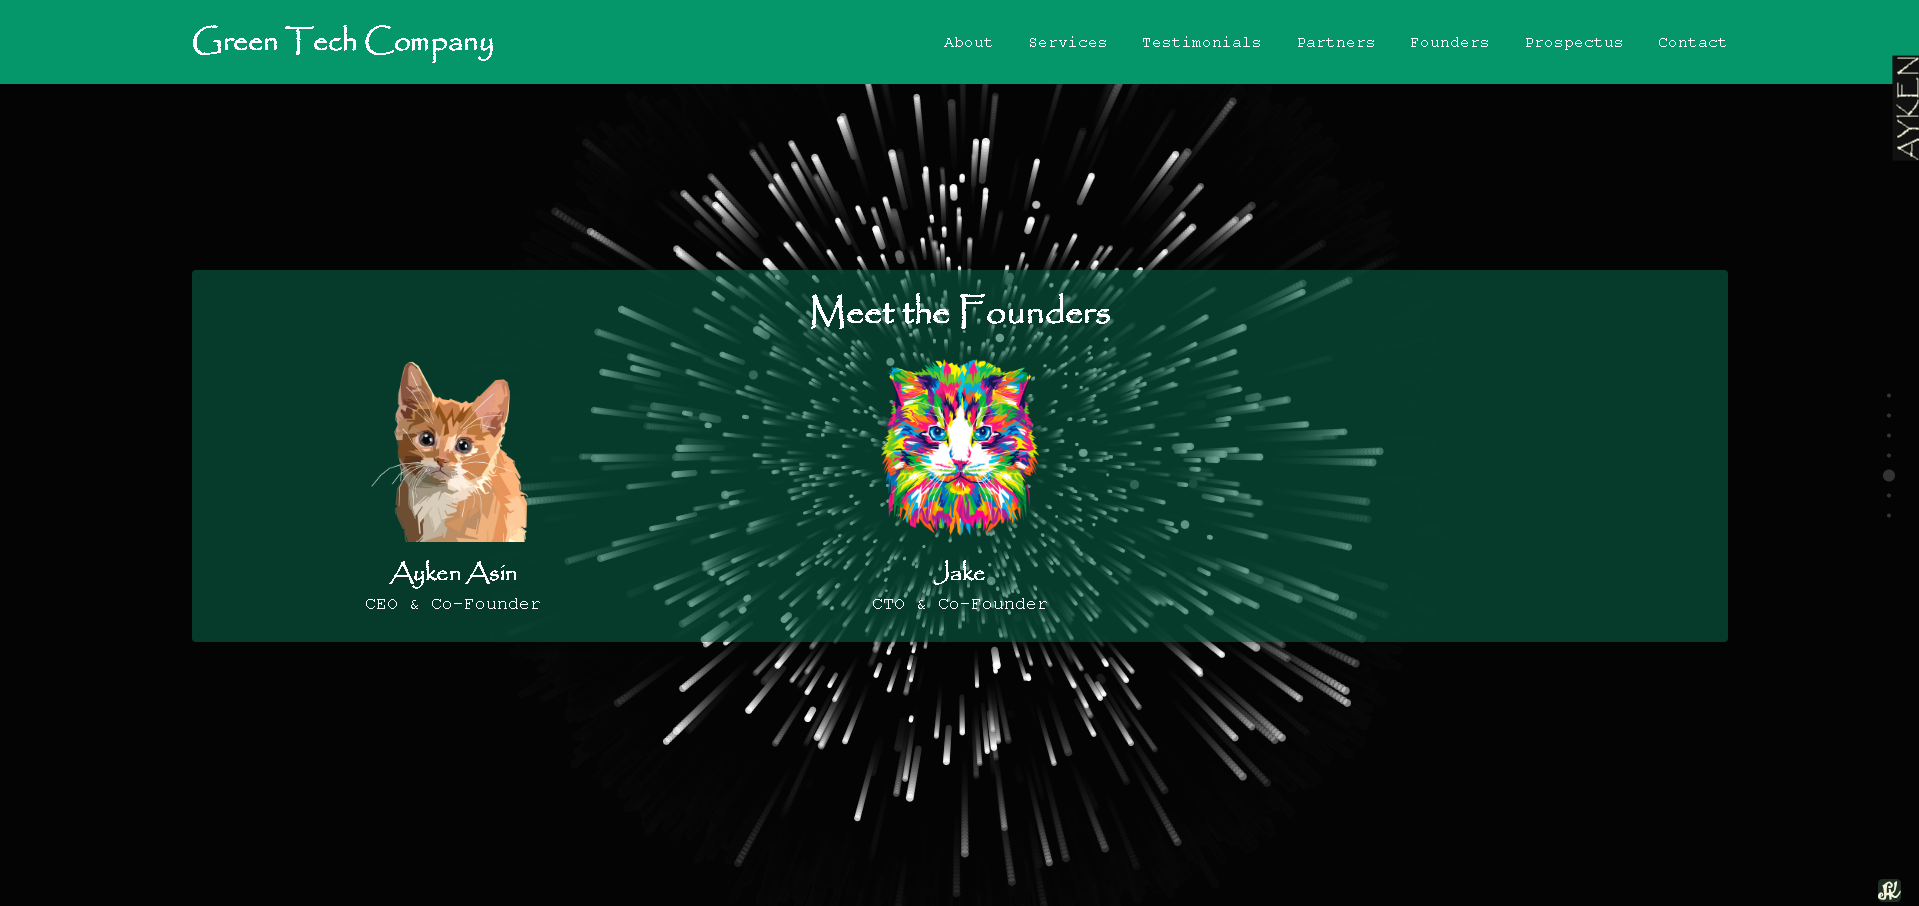 Green Tech Company
About Services Testimonials Partners Founders Prospectus Contact
AYKEN
Meet the Founders
Ayken Asin
CEO & Co-Founder
Jake
CTO & Co-Founder